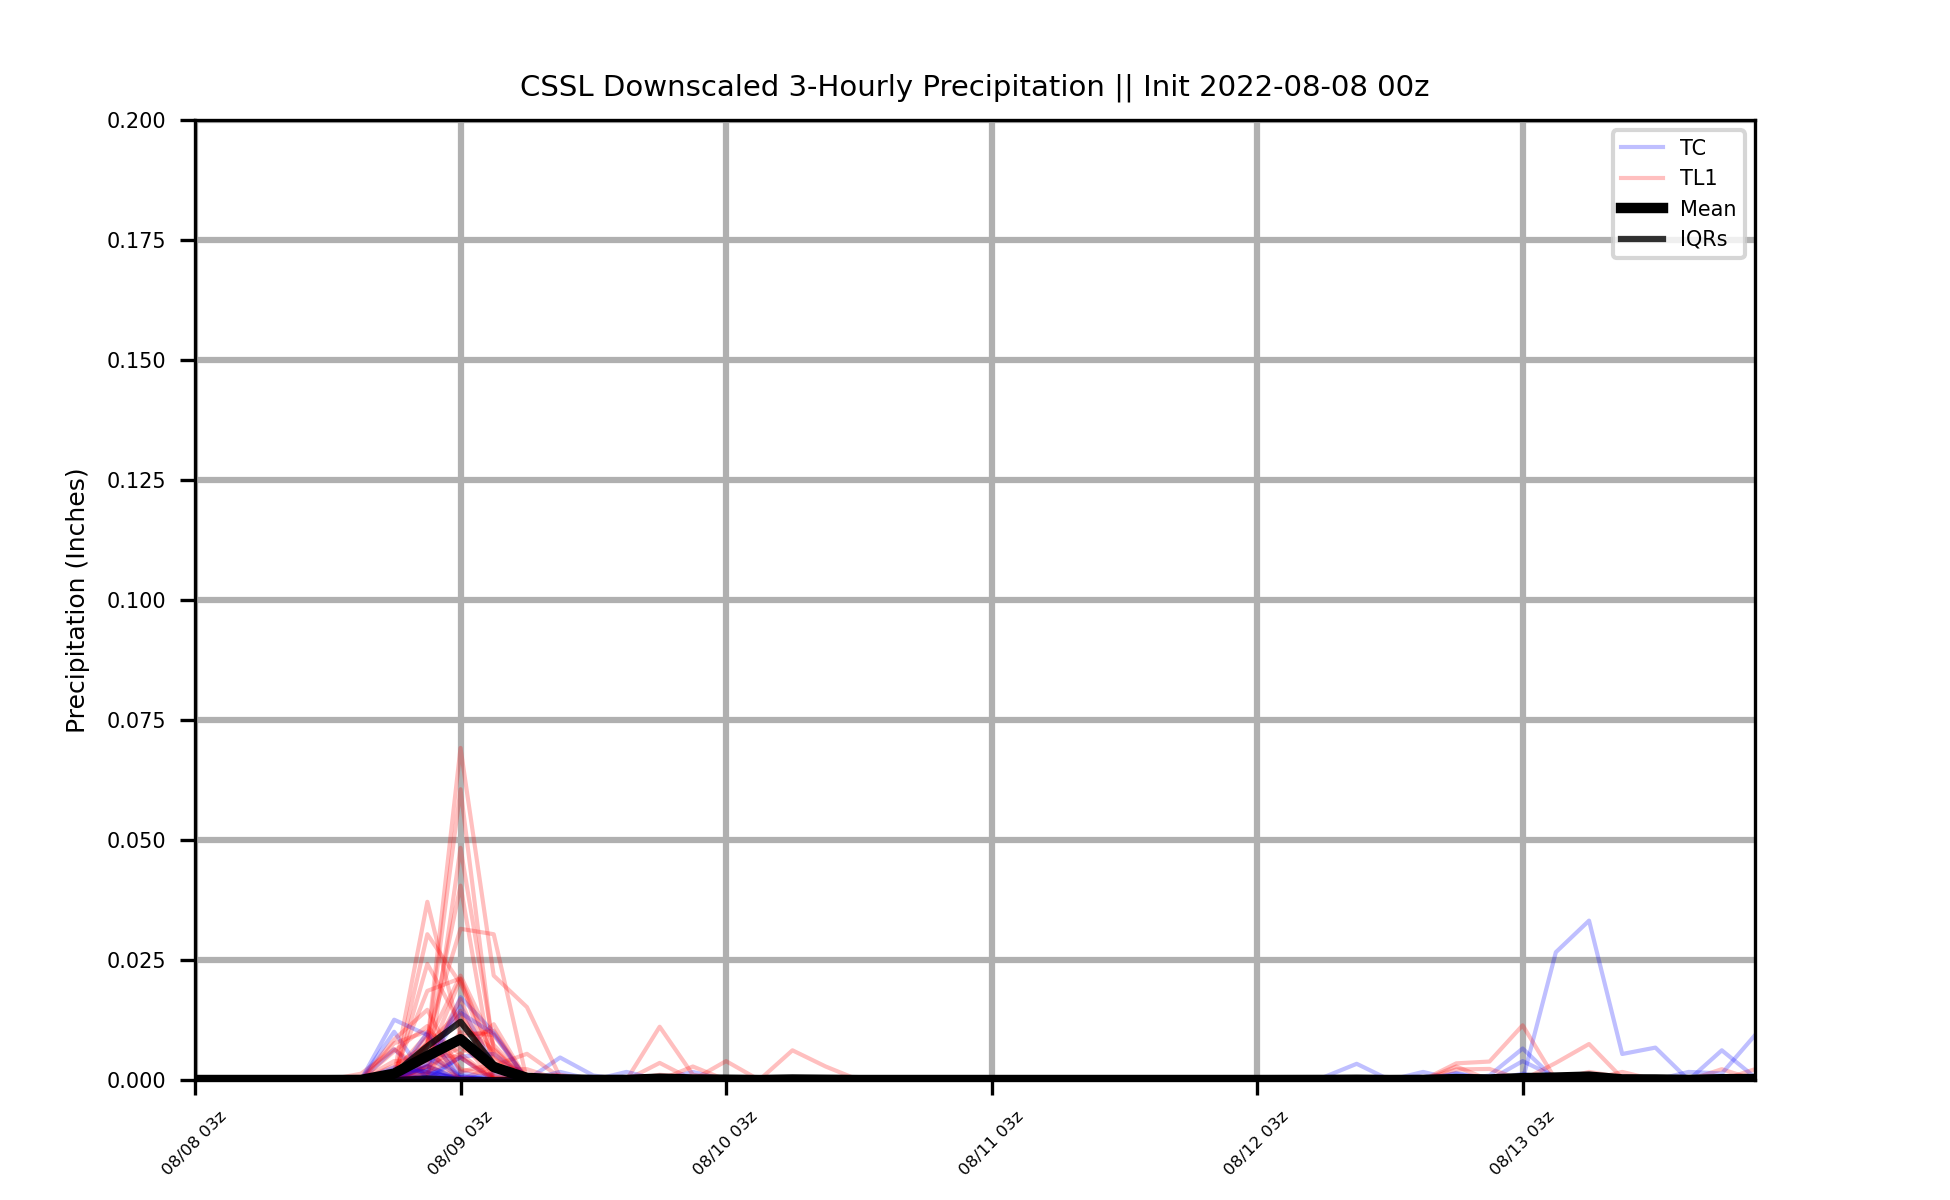 CSSL Downscaled 3-Hourly Precipitation || Init 2022-08-08 00z
TC
TL1
Mean
IQRs
Precipitation (Inches)
0.200
0.175
0.150
0.125
0.100
0.075
0.050
0.025
0.000
08/08 03z
08/09 03z
08/10 03z
08/11 03z
08/12 03z
08/13 03z